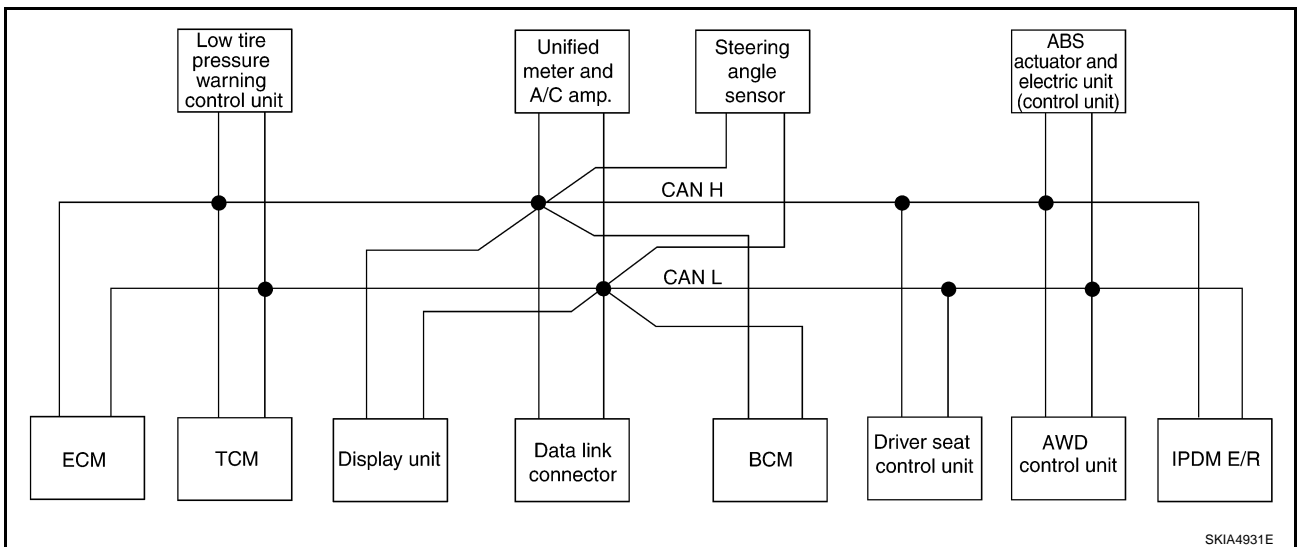 Low tire
pressure
warning
control unit
Unified
meter and
A/C amp.
Steering
angle
sensor
ABS
actuator and
electric unit
(control unit)
CAN H
CAN L
ECM
TCM
Display unit
Data link
connector
BCM
Driver seat
control unit
AWD
control unit
IPDM E/R
SKIA4931E